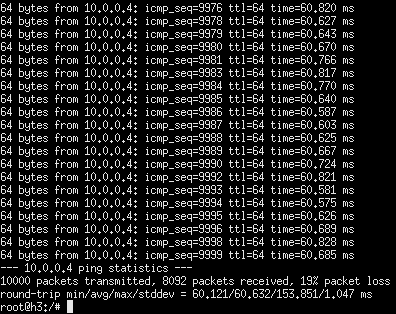 64 bytes from 10.0.0.4: icmp_seq=9976 ttl=64 time=60.820 ms
64 bytes from 10.0.0.4: icmp_seq=9978 ttl=64 time=60.627 ms
64 bytes from 10.0.0.4: icmp_seq=9979 ttl=64 time=60.643 ms
64 bytes from 10.0.0.4: icmp_seq=9980 ttl=64 time=60.670 ms
64 bytes from 10.0.0.4: icmp_seq=9981 ttl=64 time=60.766 ms
64 bytes from 10.0.0.4: icmp_seq=9983 ttl=64 time=60.817 ms
64 bytes from 10.0.0.4: icmp_seq=9984 ttl=64 time=60.770 ms
64 bytes from 10.0.0.4: icmp_seq=9985 ttl=64 time=60.640 ms
64 bytes from 10.0.0.4: icmp_seq=9986 ttl=64 time=60.587 ms
64 bytes from 10.0.0.4: icmp_seq=9987 ttl=64 time=60.603 ms
64 bytes from 10.0.0.4: icmp_seq=9988 ttl=64 time=60.625 ms
64 bytes from 10.0.0.4: icmp_seq=9989 ttl=64 time=60.667 ms
64 bytes from 10.0.0.4: icmp_seq=9990 ttl=64 time=60.724 ms
64 bytes from 10.0.0.4: icmp_seq=9992 ttl=64 time=60.821 ms
64 bytes from 10.0.0.4: icmp_seq=9993 ttl=64 time=60.581 ms
64 bytes from 10.0.0.4: icmp_seq=9994 ttl=64 time=60.575 ms
64 bytes from 10.0.0.4: icmp_seq=9995 ttl=64 time=60.626 ms
64 bytes from 10.0.0.4: icmp_seq=9996 ttl=64 time=60.689 ms
64 bytes from 10.0.0.4: icmp_seq=9998 ttl=64 time=60.828 ms
64 bytes from 10.0.0.4: icmp_seq=9999 ttl=64 time=60.685 ms
--- 10.0.0.4 ping statistics ---
10000 packets transmitted, 8092 packets received, 19% packet loss
round-trip min/avg/max/stddev = 60.121/60.632/153.851/1.047 ms
root@h3:/#